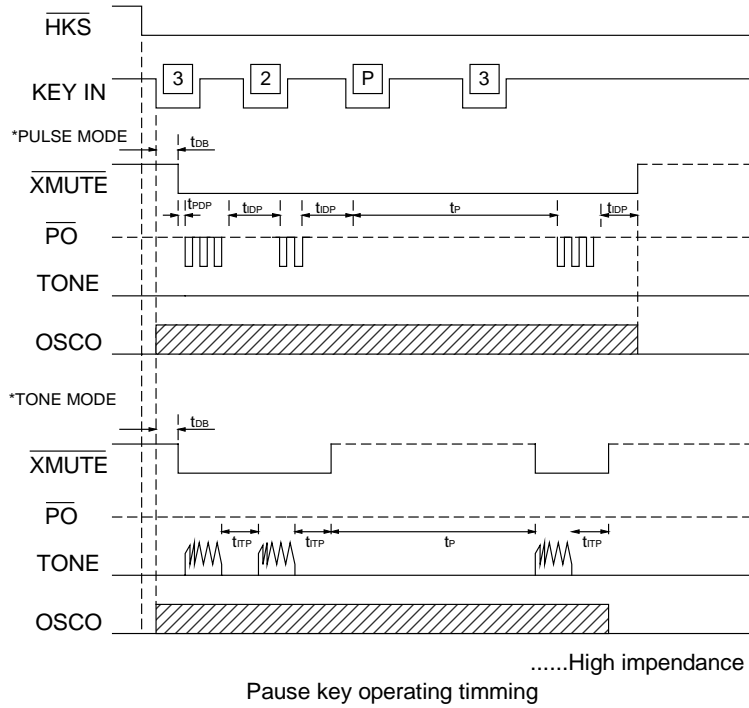 HKS
KEY IN 3 2 P 3
*PULSE MODE tDB
XMUTE
tPDP tIDP tIDP tP tIDP
PO
TONE
OSCO
*TONE MODE tDB
XMUTE
PO
tITP tITP tP tITP
TONE
OSCO
......High impendance
Pause key operating timming